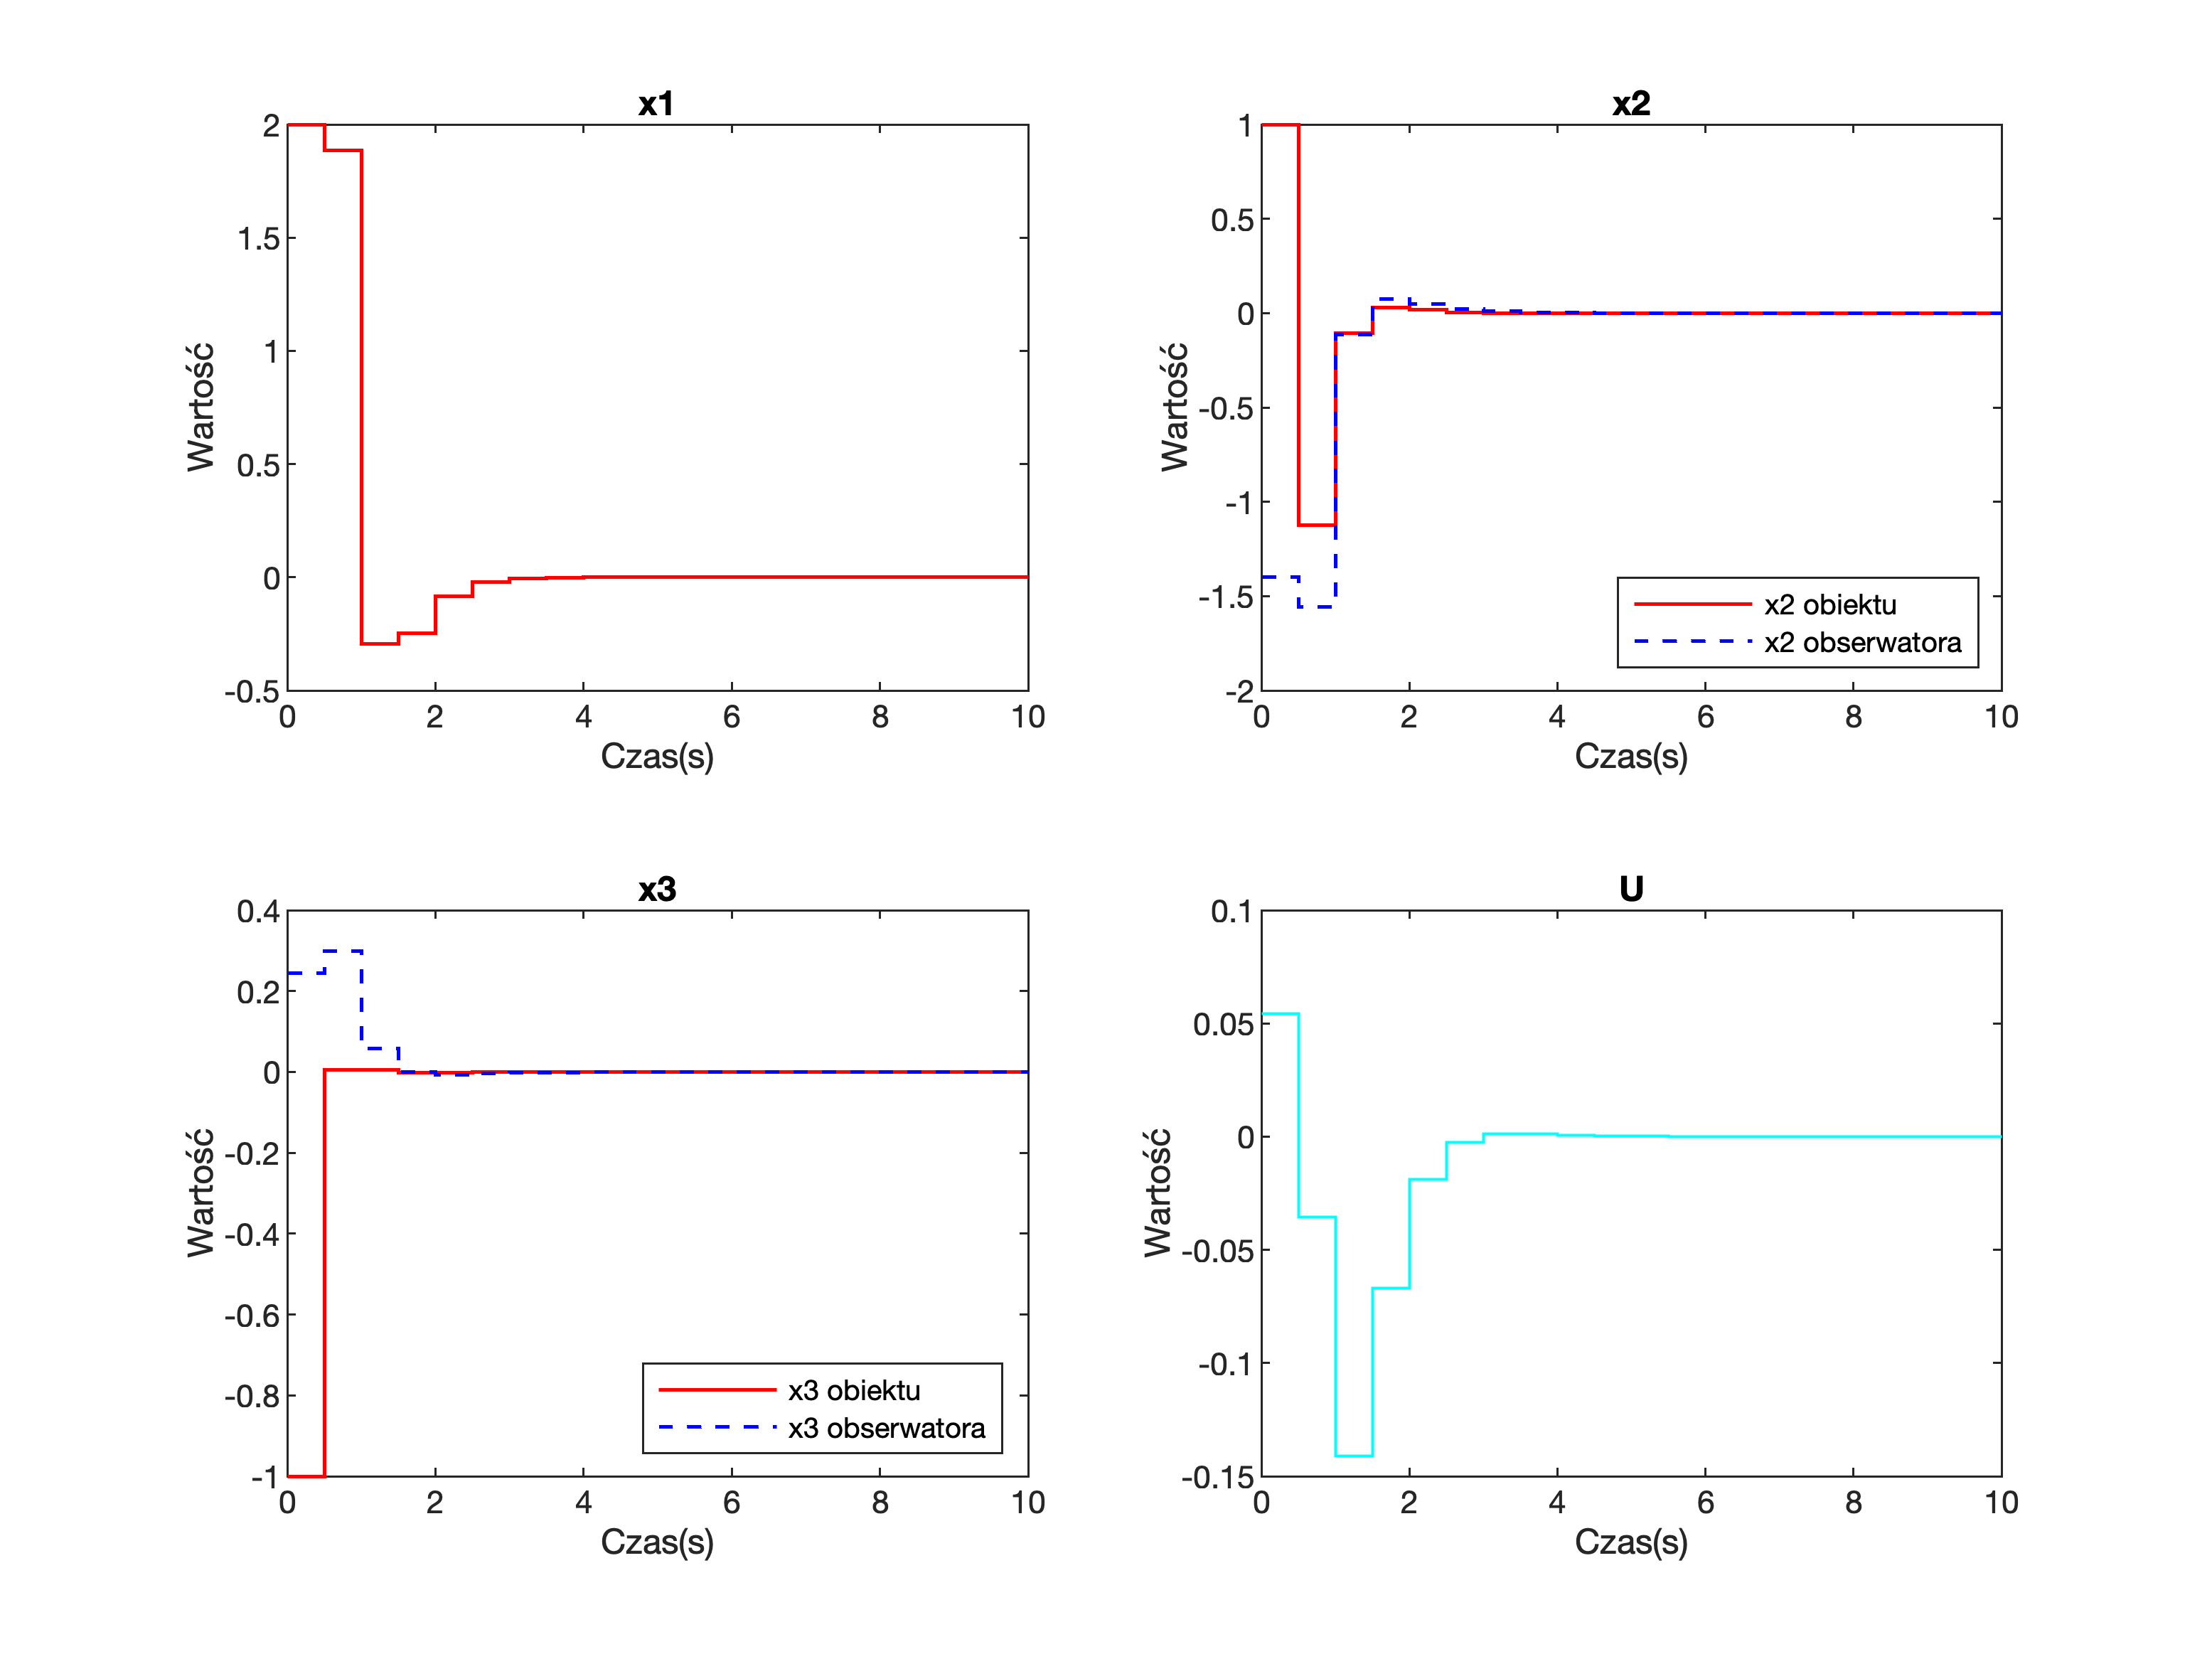 x1
2
1.5
1
0.5
0
-0.5
0 2 4 6 8 10
Wartość
Czas(s)
x2
1
0.5
0
-0.5
-1
-1.5
-2
0 2 4 6 8 10
Wartość
Czas(s)
x2 obiektu
x2 obserwatora
x3
0.4
0.2
0
-0.2
-0.4
-0.6
-0.8
-1
0 2 4 6 8 10
Wartość
Czas(s)
x3 obiektu
x3 obserwatora
U
0.1
0.05
0
-0.05
-0.1
-0.15
0 2 4 6 8 10
Wartość
Czas(s)